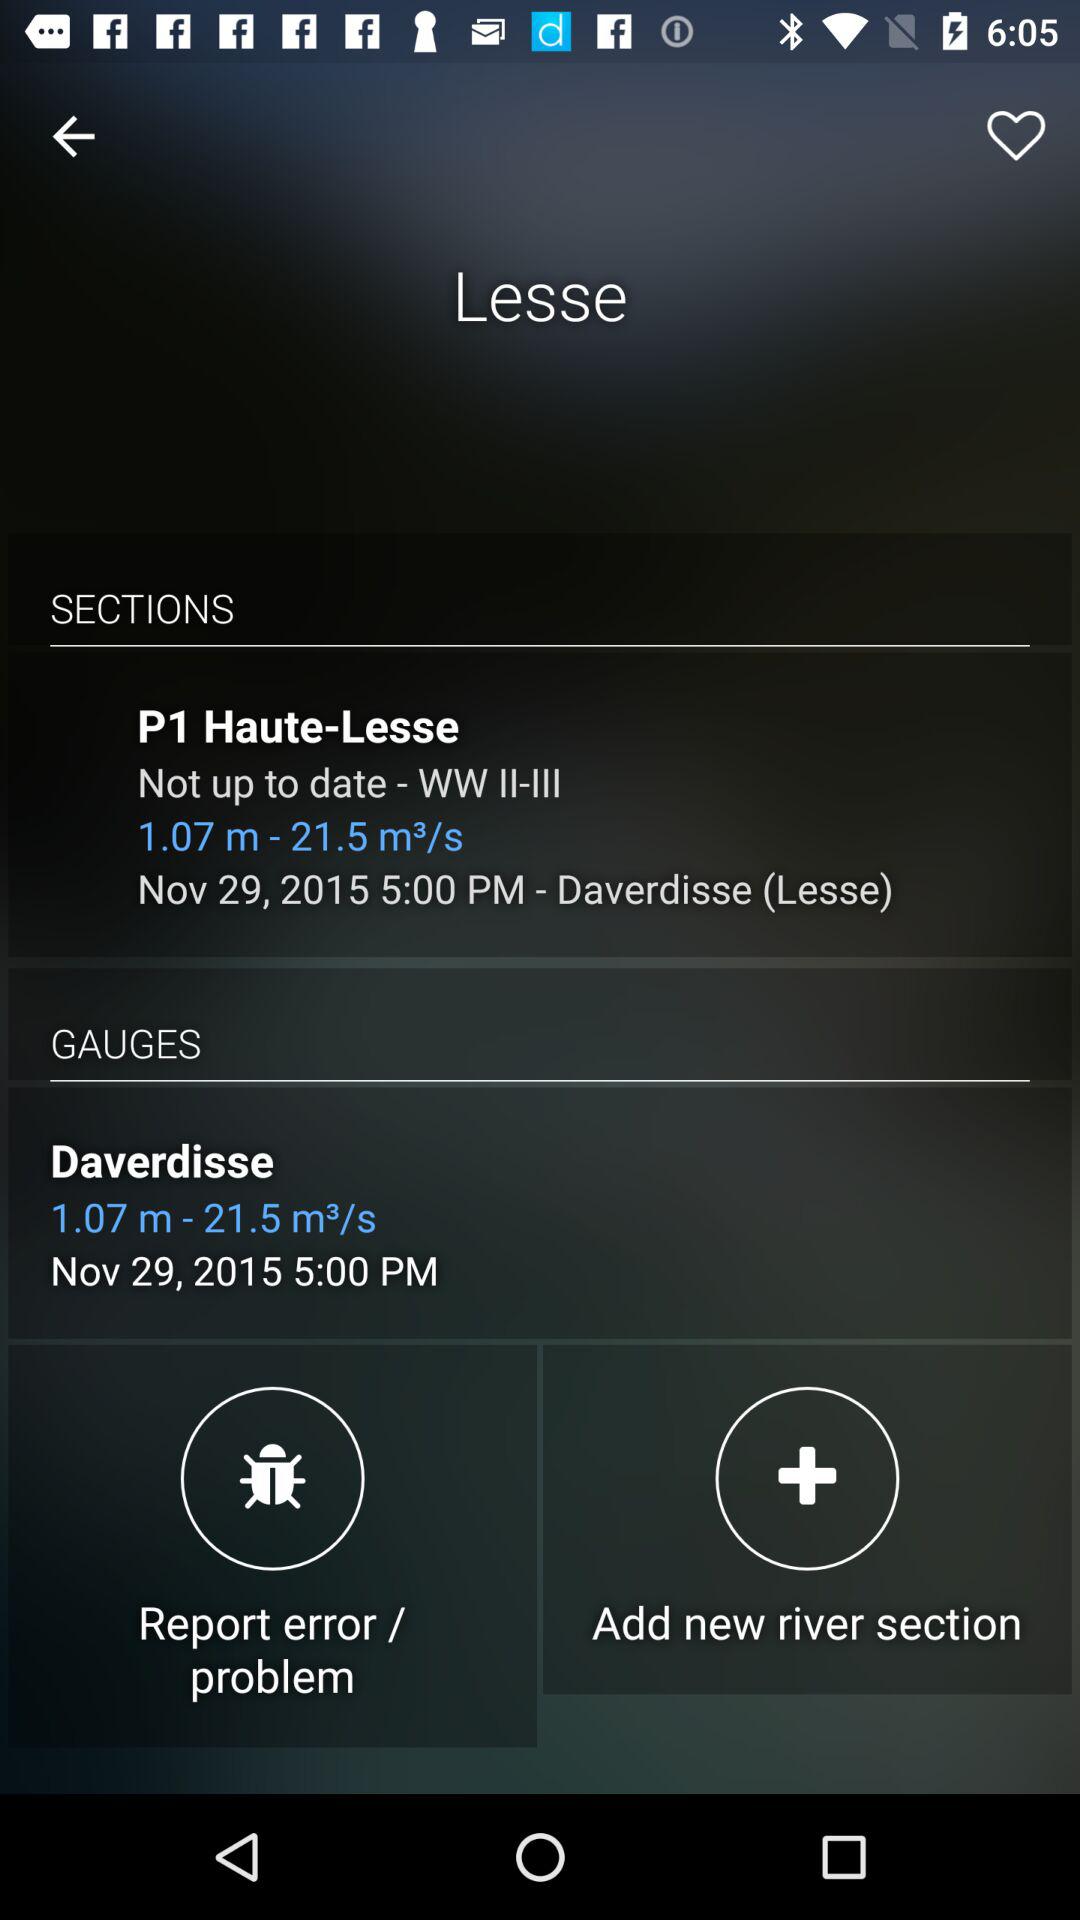 6:05
Lesse
SECTIONS
P1 Haute-Lesse
Not up to date - WW II-III
1.07 m - 21.5 m³/s
Nov 29, 2015 5:00 PM - Daverdisse (Lesse)
GAUGES
Daverdisse
1.07 m - 21.5 m³/s
Nov 29, 2015 5:00 PM
Report error /
problem
Add new river section